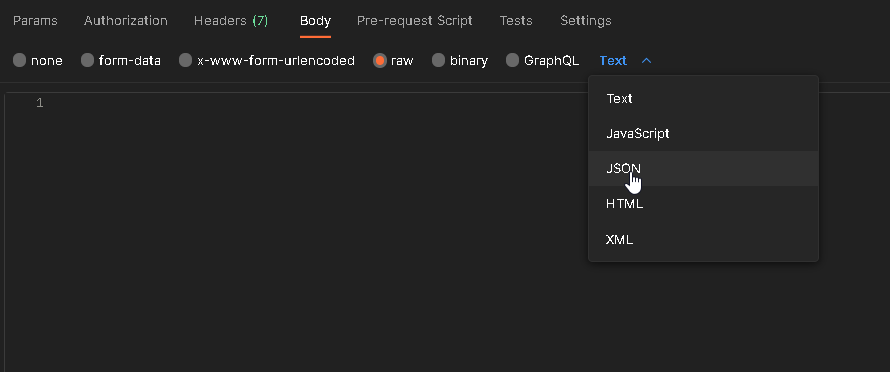 Params Authorization Headers (7) Body Pre-request Script Tests Settings
none form-data x-www-form-urlencoded raw binary GraphQL Text
1
Text
JavaScript
JSON
HTML
XML